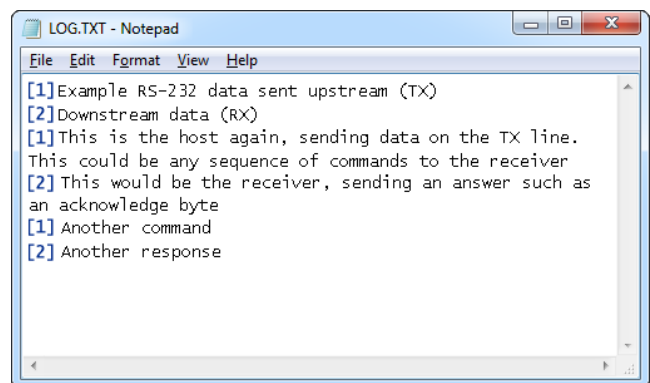 LOG.TXT - Notepad
File Edit Format View Help
[1]Example RS-232 data sent upstream (TX)
[2]Downstream data (RX)
[1]This is the host again, sending data on the TX line.
This could be any sequence of commands to the receiver
[2] This would be the receiver, sending an answer such as
an acknowledge byte
[1] Another command
[2] Another response